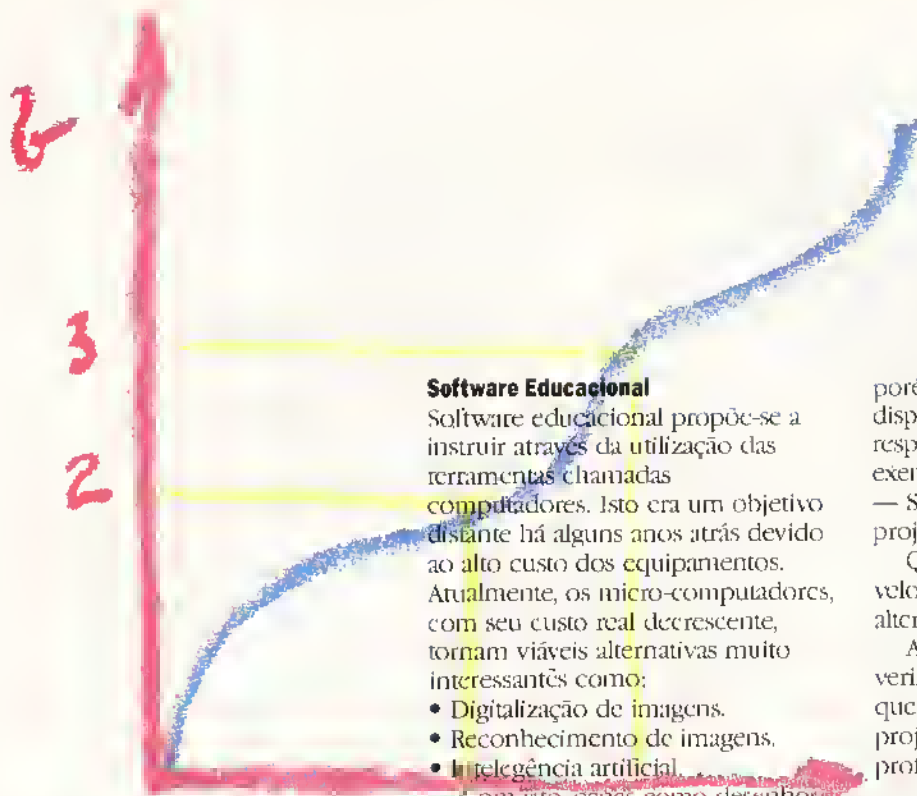 6
3
2
Software Educacional
Software educacional propõe-se a
instruir através da utilização das
ferramentas chamadas
computadores. Isto era um objetivo
distante há alguns anos atrás devido
ao alto custo dos equipamentos.
Atualmente, os micro-computadores,
com seu custo real decrescente,
tornam viáveis alternativas muito
interessantes como:
• Digitalização de imagens.
• Reconhecimento de imagens.
• Intelegência artificial
como desenhos
poré
disp
resp
exer
— S
proj
Q
velo
alter
A
veri
que
proj
prof